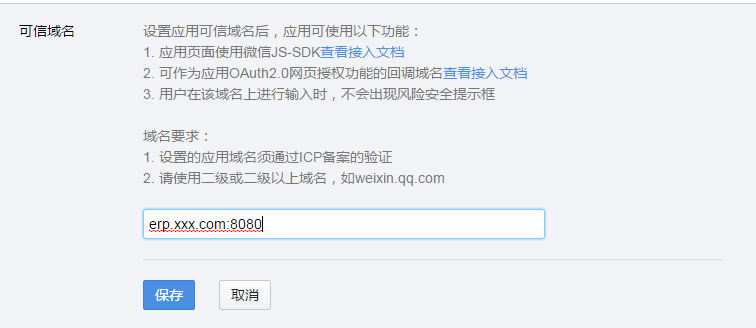 可信域名
设置应用可信域名后，应用可使用以下功能：
1. 应用页面使用微信JS-SDK查看接入文档
2. 可作为应用OAuth2.0网页授权功能的回调域名查看接入文档
3. 用户在该域名上进行输入时，不会出现风险安全提示框
域名要求：
1. 设置的应用域名须通过ICP备案的验证
2. 请使用二级或二级以上域名，如weixin.qq.com
erp.xxx.com:8080
保存 取消